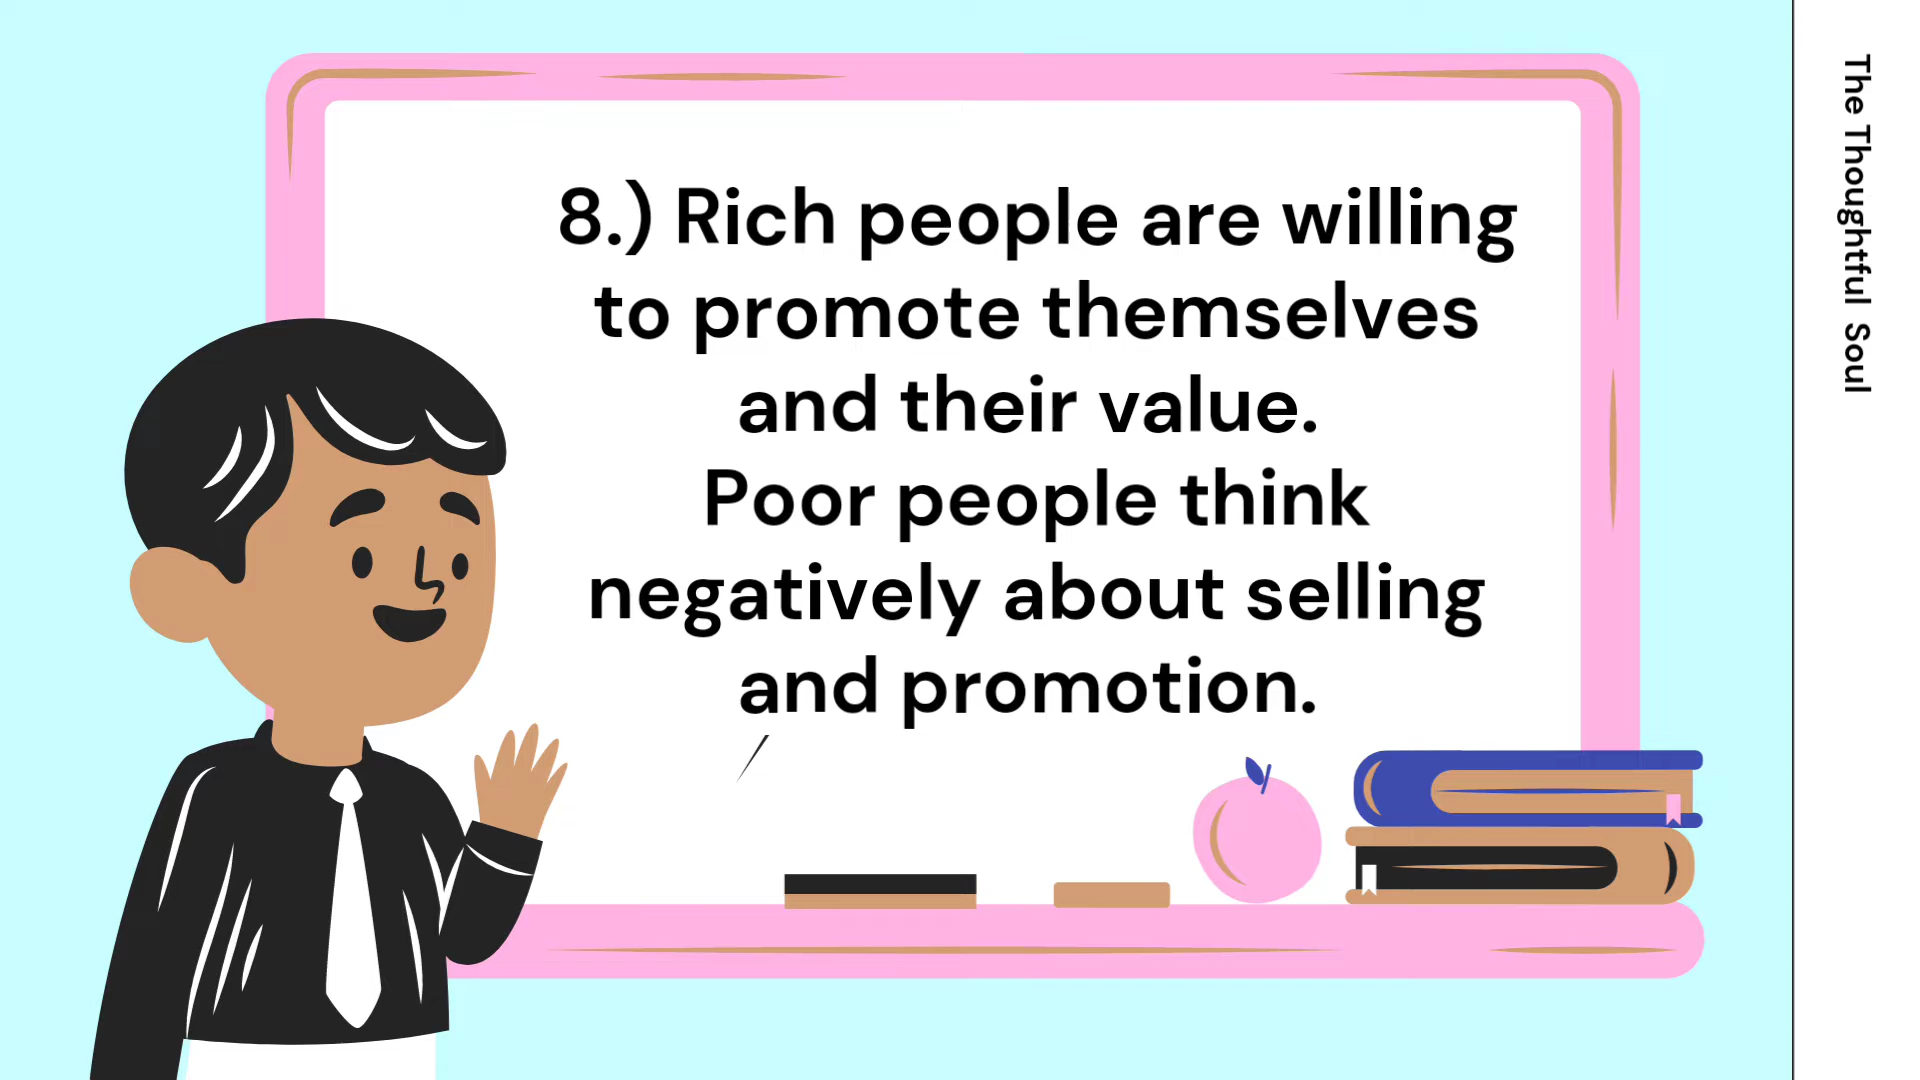 8.) Rich people are willing
to promote themselves
and their value.
Poor people think
negatively about selling
and promotion.
The Thoughtful Soul